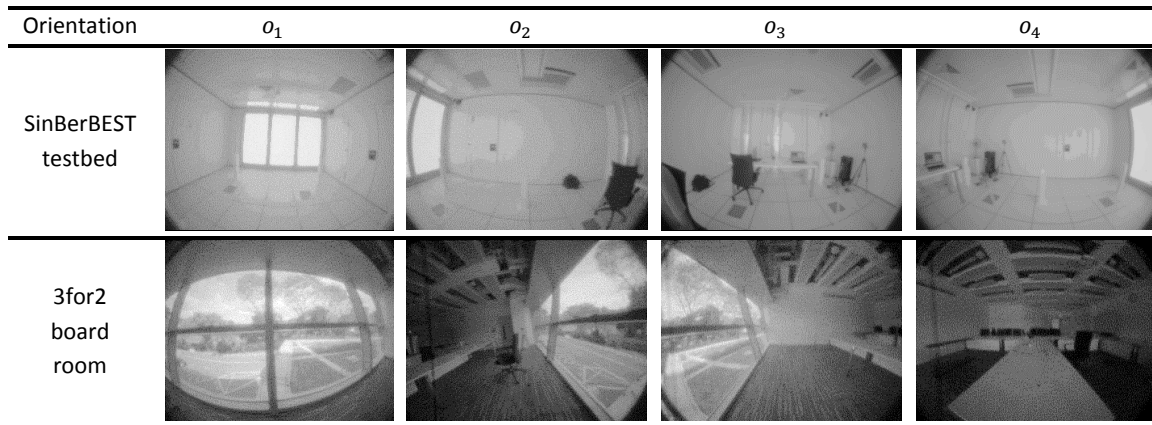 Orientation o₁ o₂ o₃ o₄
SinBerBEST
testbed
3for2
board
room